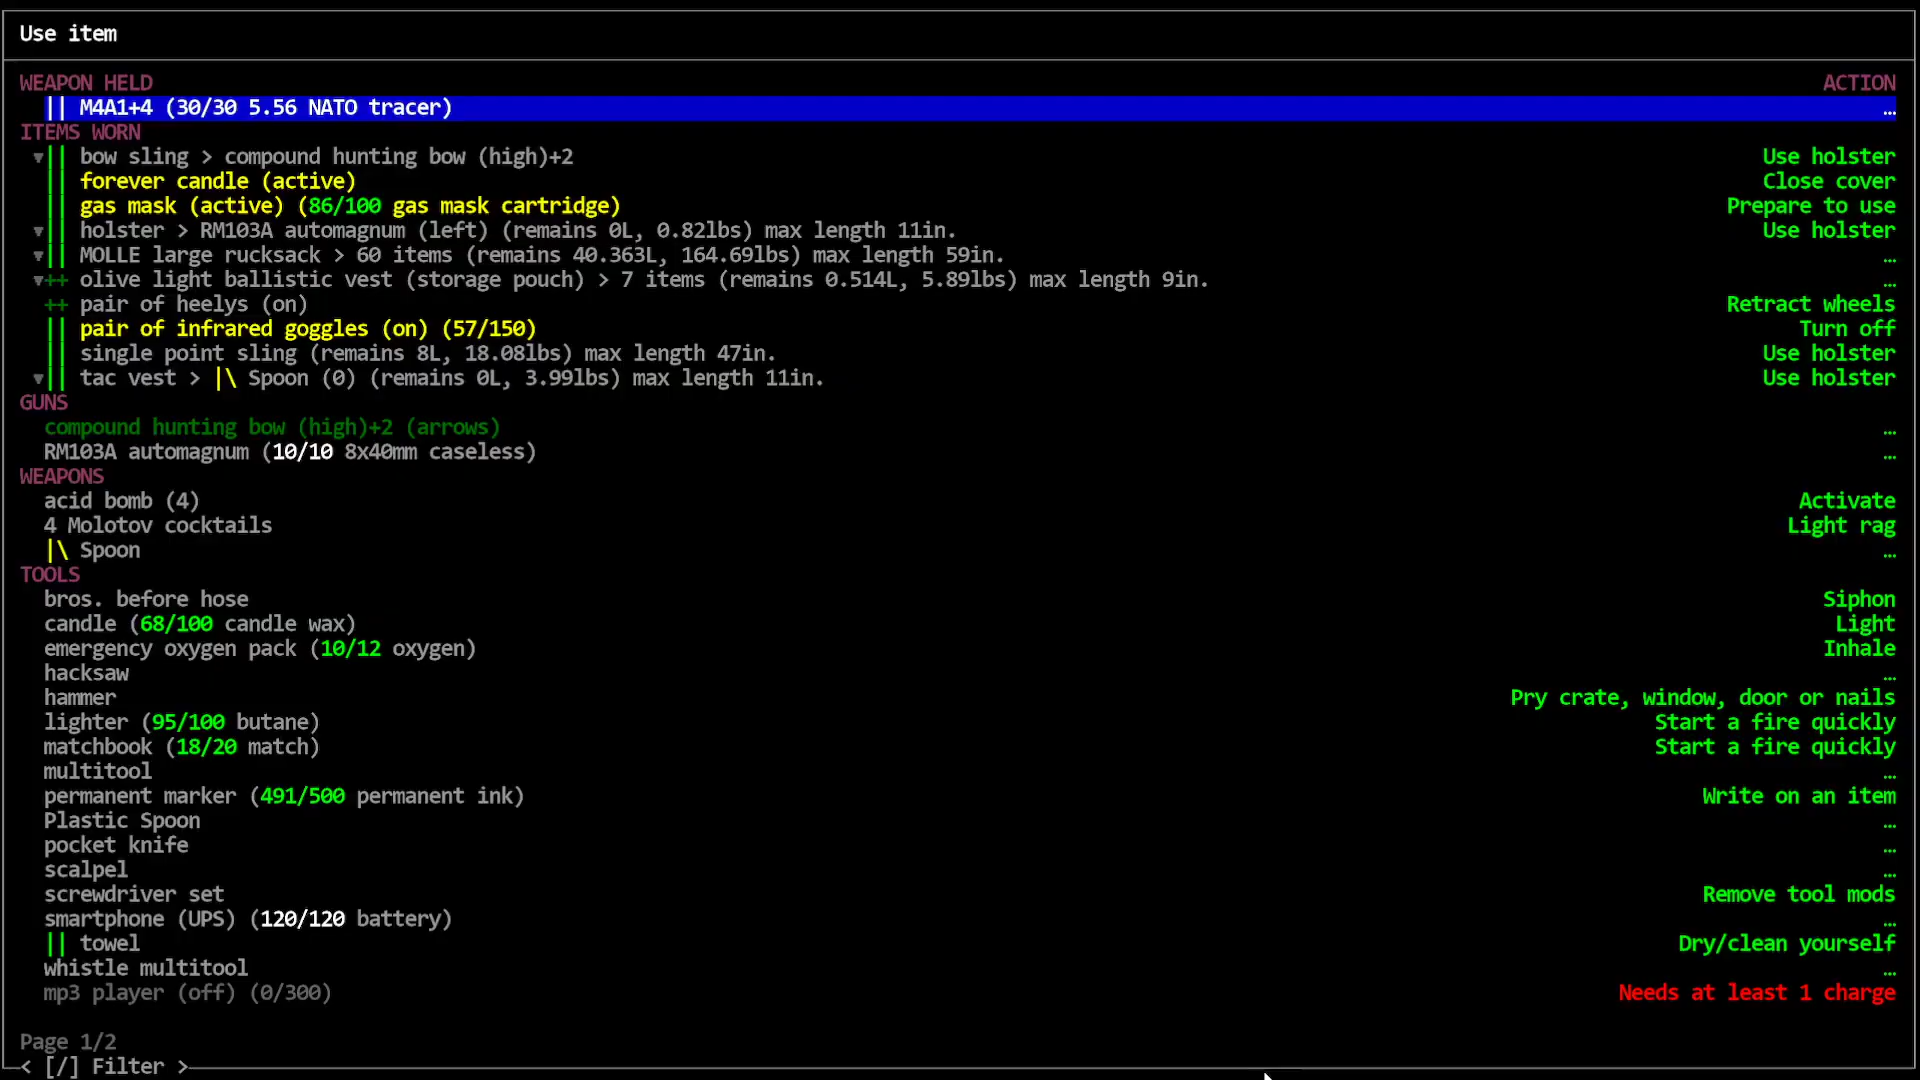 Use item
WEAPON HELD ACTION
|| M4A1+4 (30/30 5.56 NATO tracer) …
ITEMS WORN
▼|| bow sling > compound hunting bow (high)+2 Use holster
|| forever candle (active) Close cover
|| gas mask (active) (86/100 gas mask cartridge) Prepare to use
▼|| holster > RM103A automagnum (left) (remains 0L, 0.82lbs) max length 11in. Use holster
▼|| MOLLE large rucksack > 60 items (remains 40.363L, 164.69lbs) max length 59in. …
▼++ olive light ballistic vest (storage pouch) > 7 items (remains 0.514L, 5.89lbs) max length 9in. …
++ pair of heelys (on) Retract wheels
|| pair of infrared goggles (on) (57/150) Turn off
|| single point sling (remains 8L, 18.08lbs) max length 47in. Use holster
▼|| tac vest > |\ Spoon (0) (remains 0L, 3.99lbs) max length 11in. Use holster
GUNS
compound hunting bow (high)+2 (arrows) …
RM103A automagnum (10/10 8x40mm caseless) …
WEAPONS
acid bomb (4) Activate
4 Molotov cocktails Light rag
|\ Spoon …
TOOLS
bros. before hose Siphon
candle (68/100 candle wax) Light
emergency oxygen pack (10/12 oxygen) Inhale
hacksaw …
hammer Pry crate, window, door or nails
lighter (95/100 butane) Start a fire quickly
matchbook (18/20 match) Start a fire quickly
multitool …
permanent marker (491/500 permanent ink) Write on an item
Plastic Spoon …
pocket knife …
scalpel …
screwdriver set Remove tool mods
smartphone (UPS) (120/120 battery) …
|| towel Dry/clean yourself
whistle multitool …
mp3 player (off) (0/300) Needs at least 1 charge
Page 1/2
< [/] Filter >